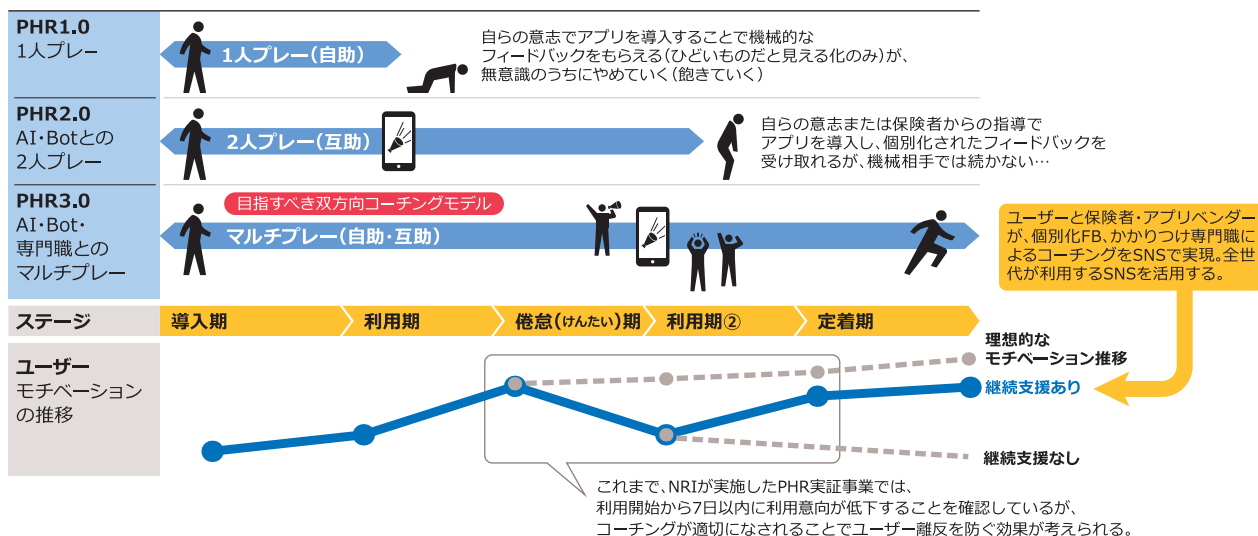 PHR1.0
1人プレー
1人プレー（自助）
自らの意志でアプリを導入することで機械的な
フィードバックをもらえる（ひどいものだと見える化のみ）が、
無意識のうちにやめていく（飽きていく）
PHR2.0
AI・Botとの
2人プレー
2人プレー（互助）
自らの意志または保険者からの指導で
アプリを導入し、個別化されたフィードバックを
受け取れるが、機械相手では続かない…
PHR3.0
AI・Bot・
専門職との
マルチプレー
目指すべき双方向コーチングモデル
マルチプレー（自助・互助）
ユーザーと保険者・アプリベンダー
が、個別化FB、かかりつけ専門職に
よるコーチングをSNSで実現。全世
代が利用するSNSを活用する。
ステージ
導入期
利用期
倦怠（けんたい）期
利用期②
定着期
ユーザー
モチベーション
の推移
理想的な
モチベーション推移
継続支援あり
継続支援なし
これまで、NRIが実施したPHR実証事業では、
利用開始から7日以内に利用意向が低下することを確認しているが、
コーチングが適切になされることでユーザー離反を防ぐ効果が考えられる。